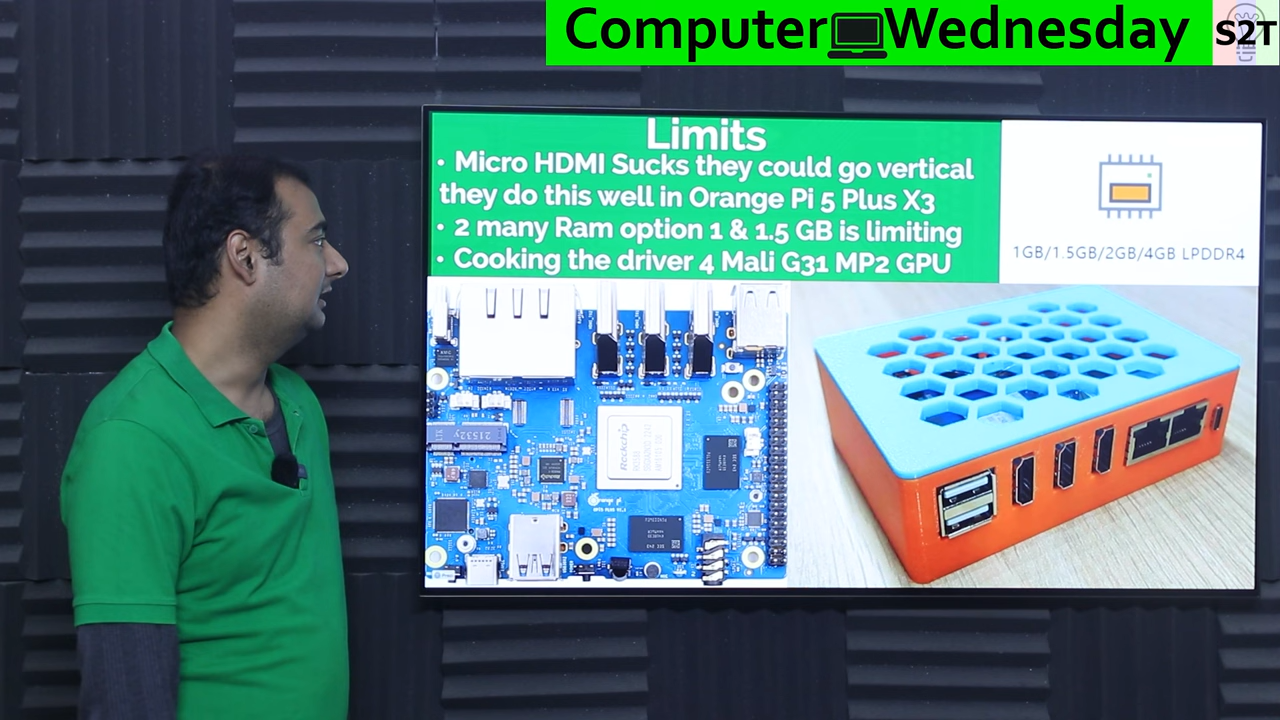 Computer Wednesday
S2T
Limits
• Micro HDMI Sucks they could go vertical
they do this well in Orange Pi 5 Plus X3
• 2 many Ram option 1 & 1.5 GB is limiting
• Cooking the driver 4 Mali G31 MP2 GPU
1GB/1.5GB/2GB/4GB LPDDR4
Rockchip